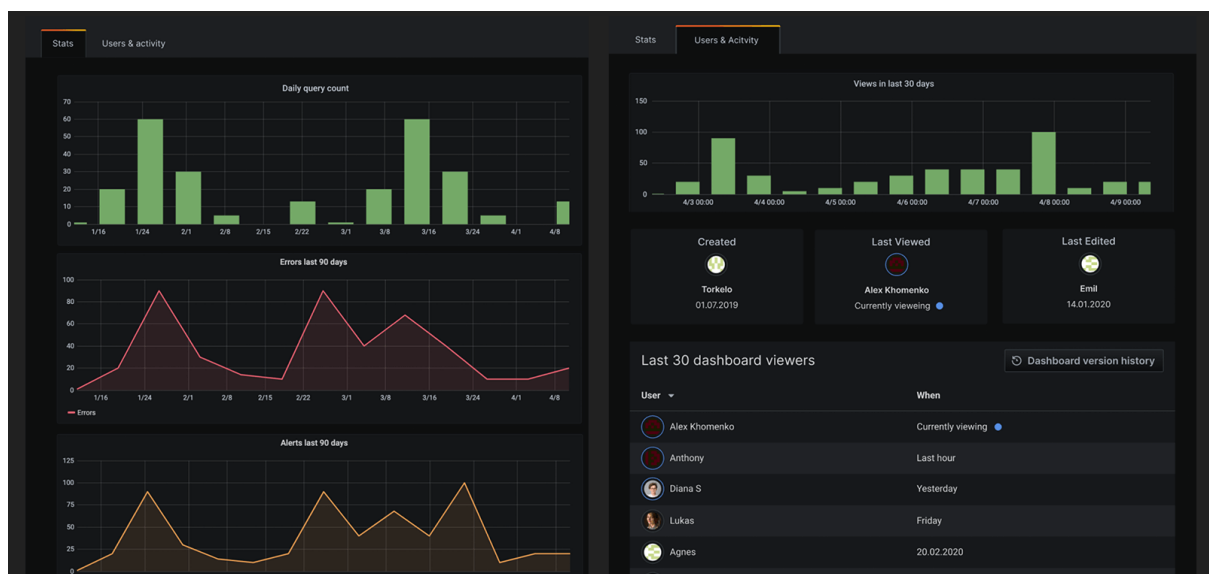 Stats
Users & activity
Daily query count
70
60
50
40
30
20
10
0
1/16
1/24
2/1
2/8
2/15
2/22
3/1
3/8
3/16
3/24
4/1
4/8
Errors last 90 days
100
80
60
40
20
0
1/16
1/24
2/1
2/8
2/15
2/22
3/1
3/1
3/16
3/24
4/1
4/8
Errors
Alerts last 90 days
125
100
75
50
25
0
Stats
Users & Acitvity
Views in last 30 days
150
100
50
0
4/3 00:00
4/4 00:00
4/5 00:00
4/6 00:00
4/7 00:00
4/8 00:00
4/9 00:00
Created
Torkelo
01.07.2019
Last Viewed
Alex Khomenko
Currently vieweing
Last Edited
Emil
14.01.2020
Last 30 dashboard viewers
Dashboard version history
User When
Alex Khomenko Currently viewing
Anthony Last hour
Diana S Yesterday
Lukas Friday
Agnes 20.02.2020